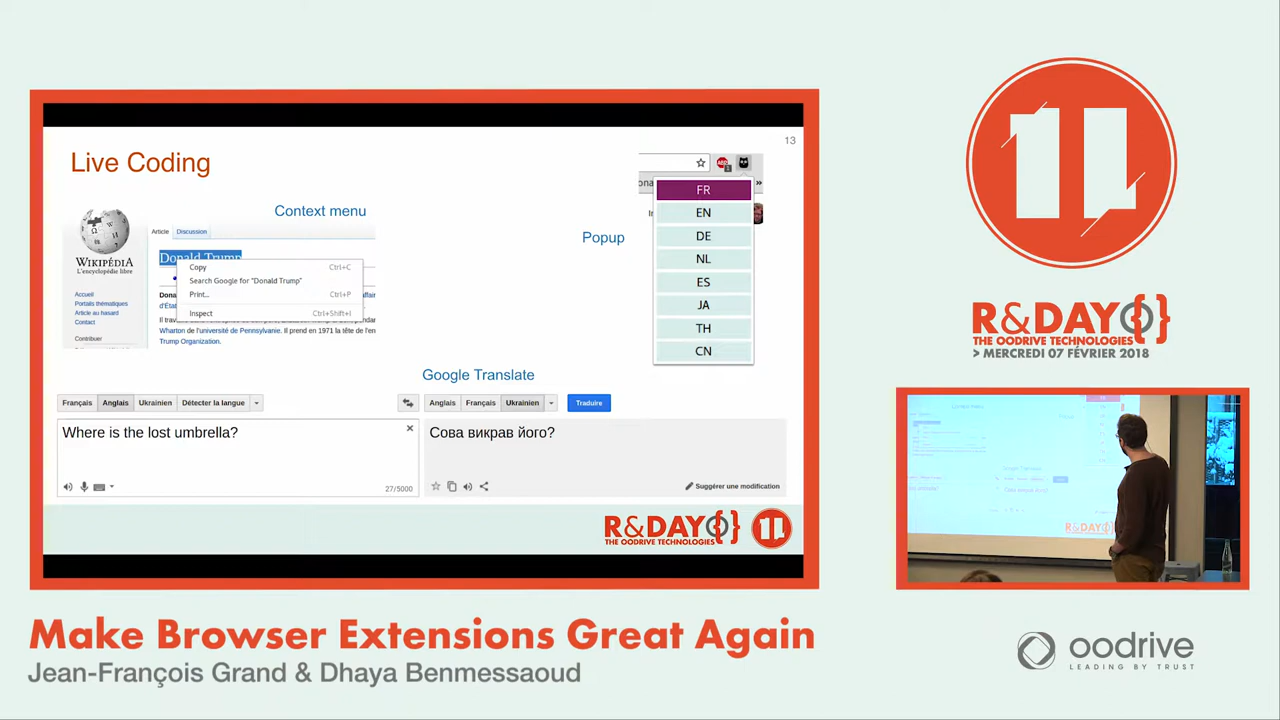 13
Live Coding
Context menu
Popup
WIKIPÉDIA
L'encyclopédie libre
Accueil
Portails thématiques
Article au hasard
Contact
Contribuer
Article Discussion
Donald Trump
Copy Ctrl+C
Search Google for "Donald Trump"
Print... Ctrl+P
Inspect Ctrl+Shift+I
Wharton de l'université de Pennsylvanie. Il prend en 1971 la tête de l'en
Trump Organization.
FR
EN
DE
NL
ES
JA
TH
CN
Google Translate
Français Anglais Ukrainien Détecter la langue
Anglais Français Ukrainien Traduire
Where is the lost umbrella?
27/5000
Сова викрав його?
Suggérer une modification
R&DAY
THE OODRIVE TECHNOLOGIES
R&DAY
THE OODRIVE TECHNOLOGIES
> MERCREDI 07 FÉVRIER 2018
R&DAY
Make Browser Extensions Great Again
Jean-François Grand & Dhaya Benmessaoud
oodrive
LEADING BY TRUST